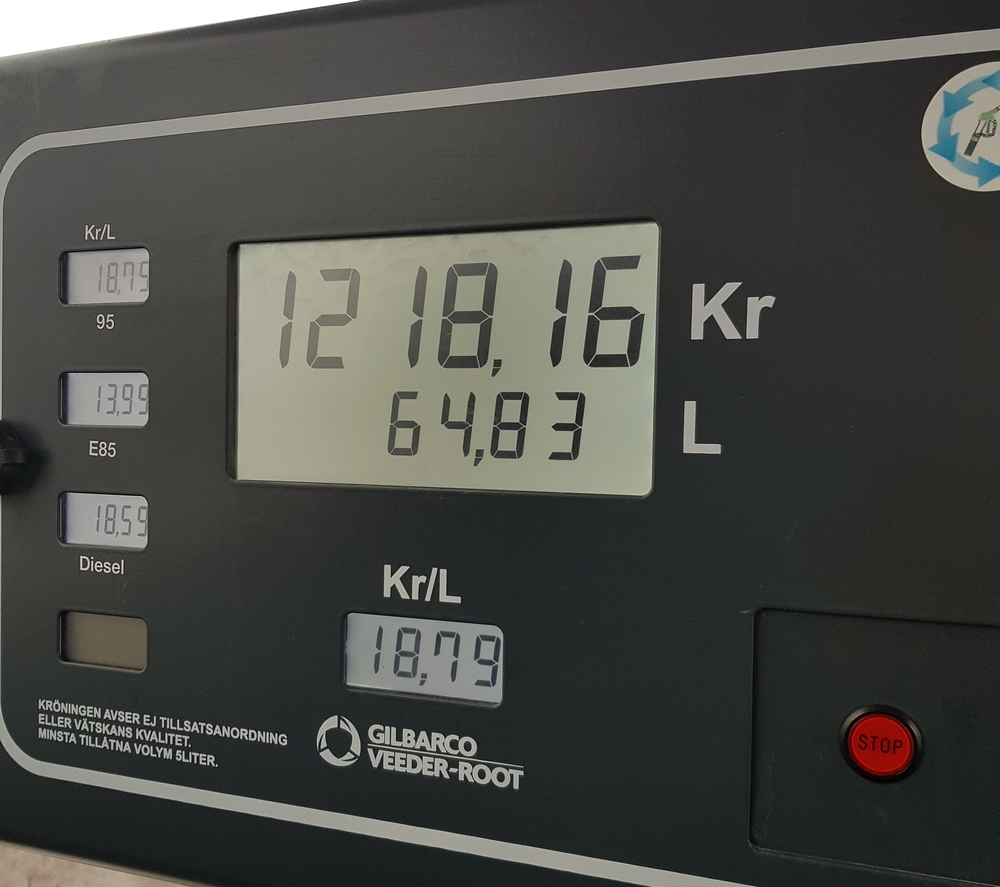 Kr/L
18,79
95
13,99
E85
18,59
Diesel
KRÖNINGEN AVSER EJ TILLSATSANORDNING
ELLER VÄTSKANS KVALITET.
MINSTA TILLÅTNA VOLYM 5LITER.
1218,16 Kr
64,83 L
Kr/L
18,79
GILBARCO
VEEDER-ROOT
STOP